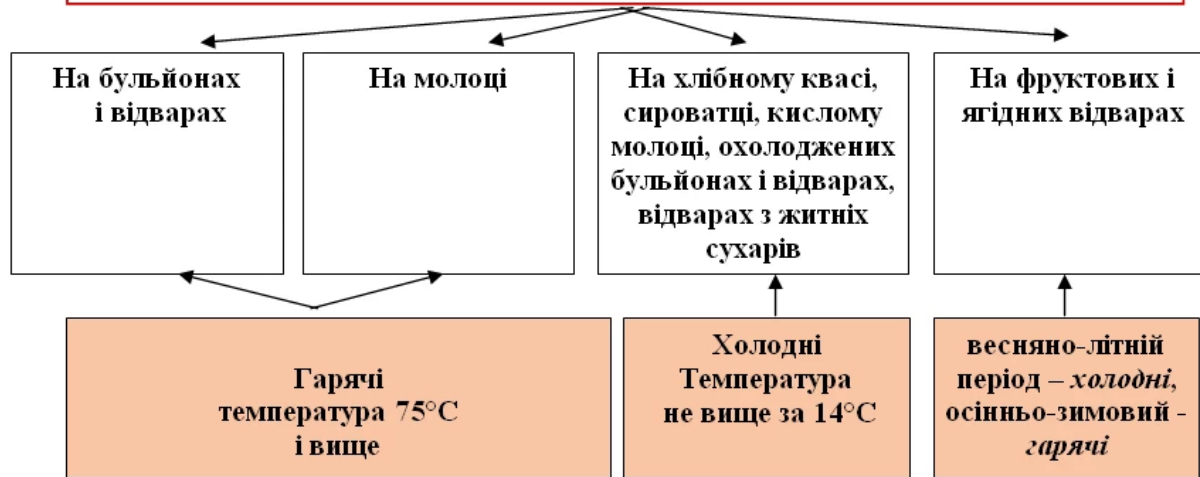 На бульйонах
і відварах
На молоці
На хлібному квасі,
сироватці, кислому
молоці, охолоджених
бульйонах і відварах,
відварах з житніх
сухарів
На фруктових і
ягідних відварах
Гарячі
температура 75°С
і вище
Холодні
Температура
не вище за 14°С
весняно-літній
період – холодні,
осінньо-зимовий -
гарячі